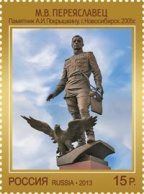 М.В. ПЕРЕЯСЛАВЕЦ
Памятник А.И.Покрышкину, г.Новосибирск, 2005г.
РОССИЯ RUSSIA • 2013
15 Р.